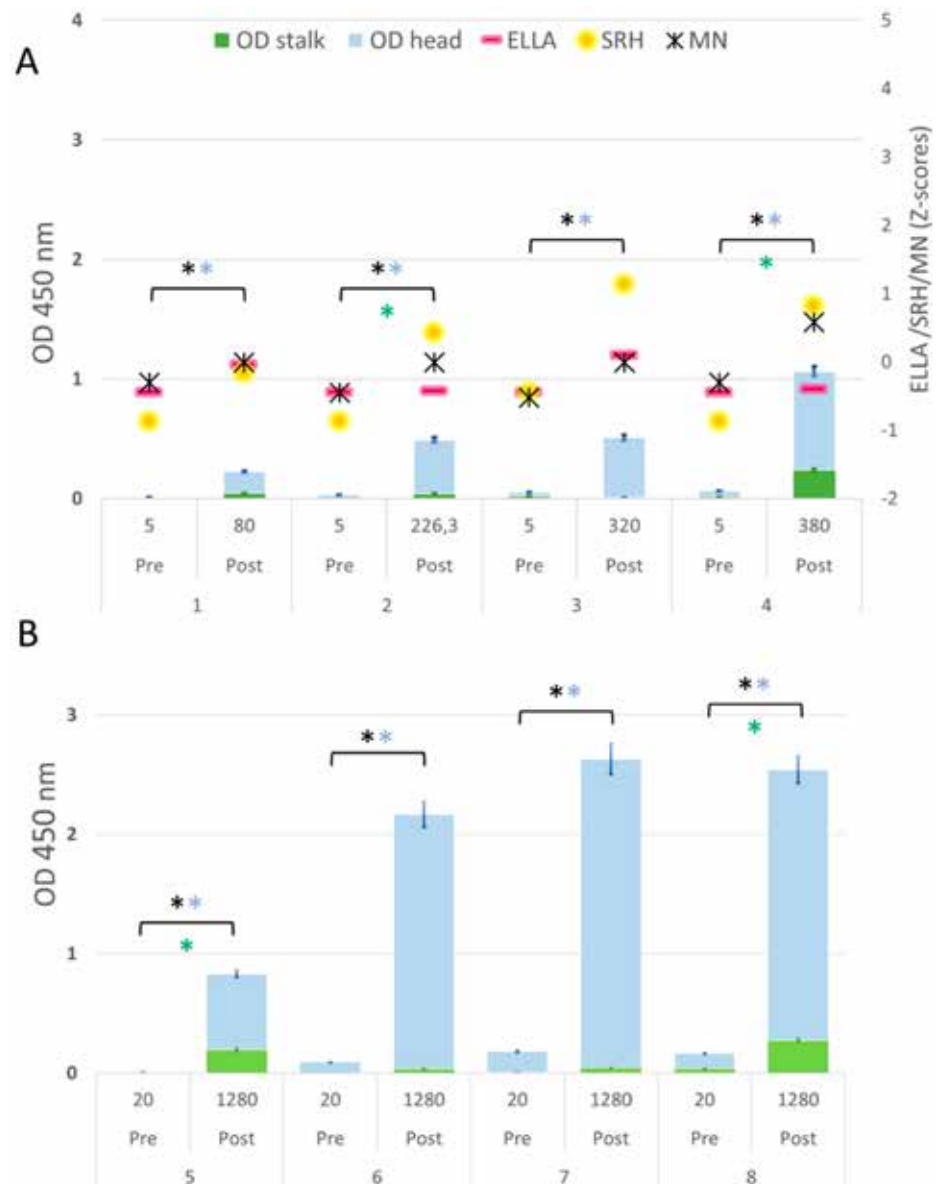 4 5
OD stalk OD head ELLA SRH MN
A
4
3 3
2
OD 450 nm ELLA /SRH/MN (Z-scores)
* * * * * * * *
2
*
* * * *
1
*
1 0
-1
0 -2
5 80 5 226,3 5 320 5 380
Pre Post Pre Post Pre Post Pre Post
1 2 3 4
B
3
* * * *
* * *
* *
2
OD 450 nm
* *
1
*
0
20 1280 20 1280 20 1280 20 1280
Pre Post Pre Post Pre Post Pre Post
5 6 7 8